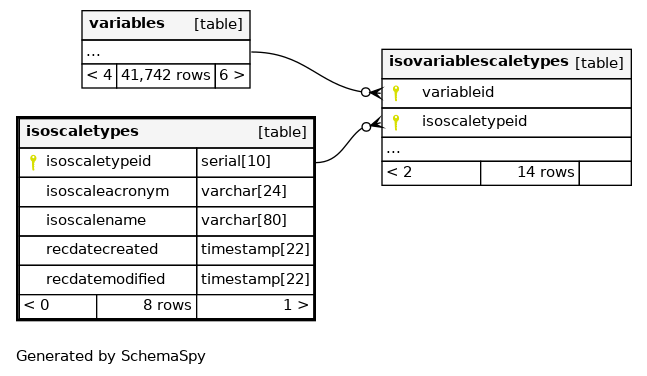 variables [table]
...
< 4 41,742 rows 6 >
isovariablescaletypes [table]
variableid
isoscaletypeid
...
< 2 14 rows
isoscaletypes [table]
isoscaletypeid serial[10]
isoscaleacronym varchar[24]
isoscalename varchar[80]
recdatecreated timestamp[22]
recdatemodified timestamp[22]
< 0 8 rows 1 >
Generated by SchemaSpy